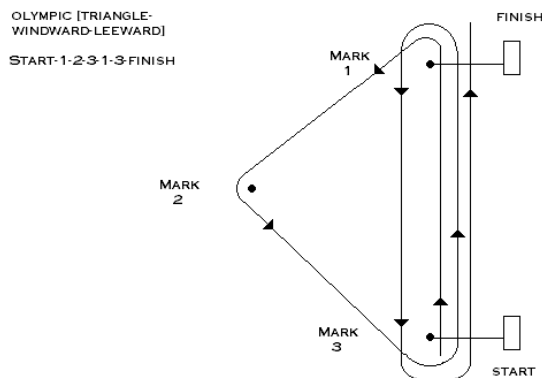 OLYMPIC [TRIANGLE-
WINDWARD-LEEWARD]
START-1-2-3-1-3-FINISH
FINISH
MARK
1
MARK
2
MARK
3
START